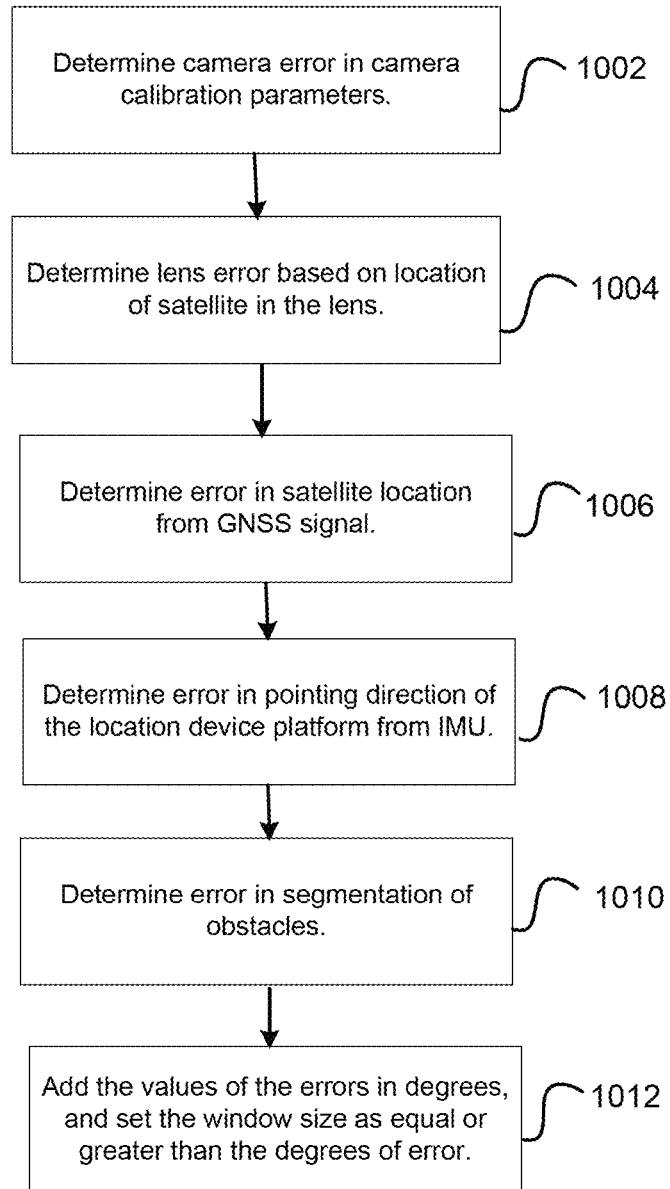 Determine camera error in camera
calibration parameters.
1002
Determine lens error based on location
of satellite in the lens.
1004
Determine error in satellite location
from GNSS signal.
1006
Determine error in pointing direction of
the location device platform from IMU.
1008
Determine error in segmentation of
obstacles.
1010
Add the values of the errors in degrees,
and set the window size as equal or
greater than the degrees of error.
1012